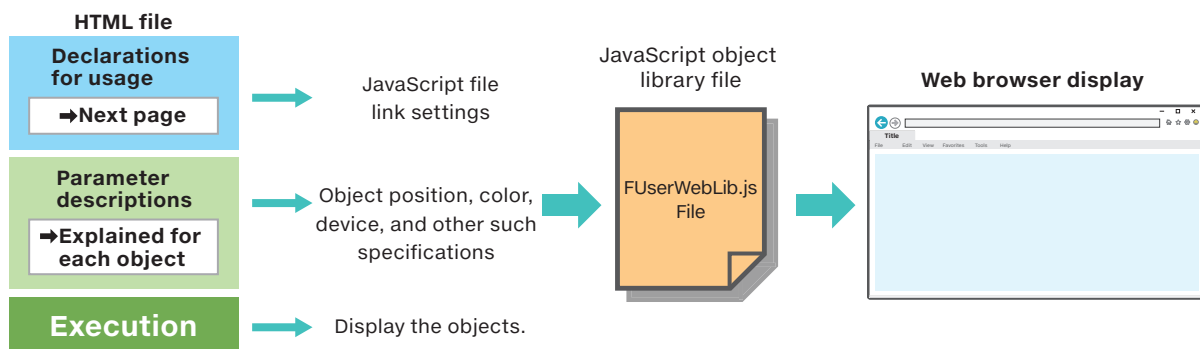 HTML file
Declarations
for usage
➡Next page
JavaScript file
link settings
Parameter
descriptions
➡Explained for
each object
Object position, color,
device, and other such
specifications
Execution
Display the objects.
JavaScript object
library file
FUserWebLib.js
File
Web browser display
Title
File Edit View Favorites Tools Help